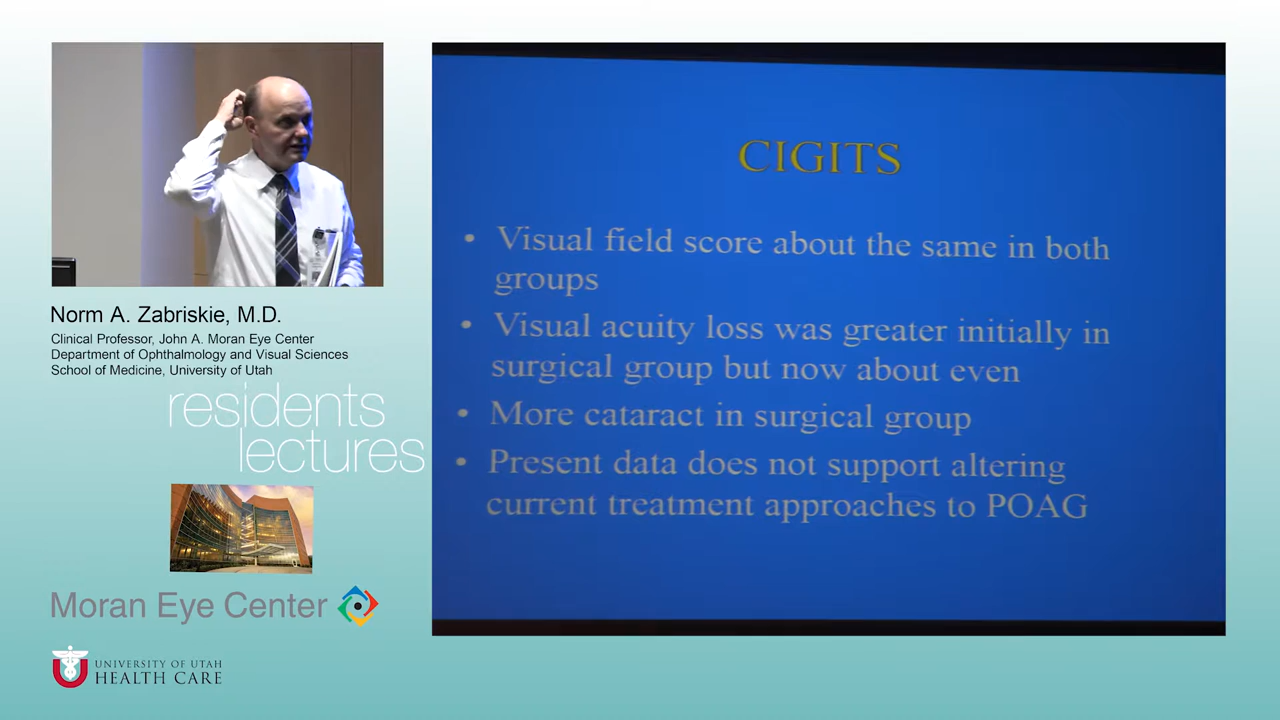 Norm A. Zabriskie, M.D.
Clinical Professor, John A. Moran Eye Center
Department of Ophthalmology and Visual Sciences
School of Medicine, University of Utah
residents
lectures
Moran Eye Center
UNIVERSITY OF UTAH
HEALTH CARE
CIGITS
• Visual field score about the same in both
groups
• Visual acuity loss was greater initially in
surgical group but now about even
• More cataract in surgical group
• Present data does not support altering
current treatment approaches to POAG